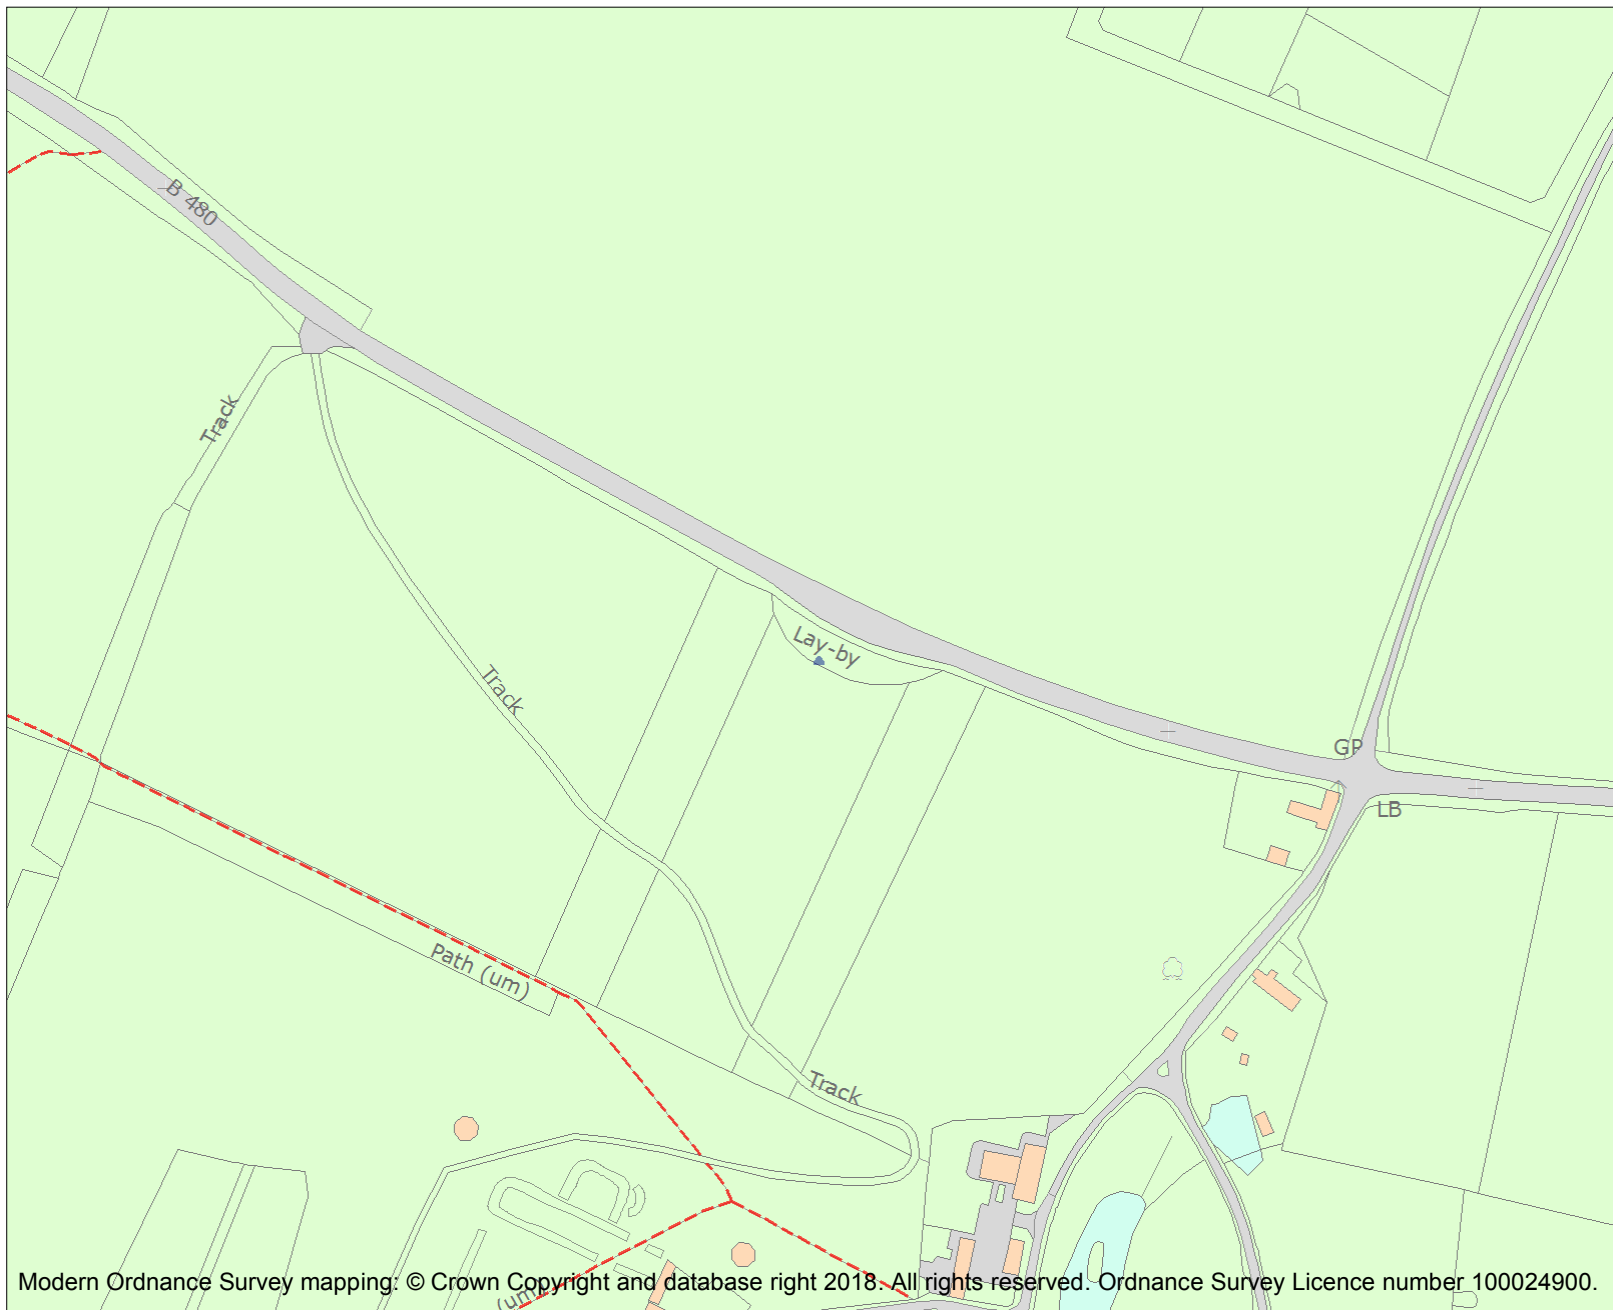 B 480
Track
Lay-by
Track
GP
LB
Path (um)
Track
(um)
Modern Ordnance Survey mapping: © Crown Copyright and database right 2018. All rights reserved. Ordnance Survey Licence number 100024900.